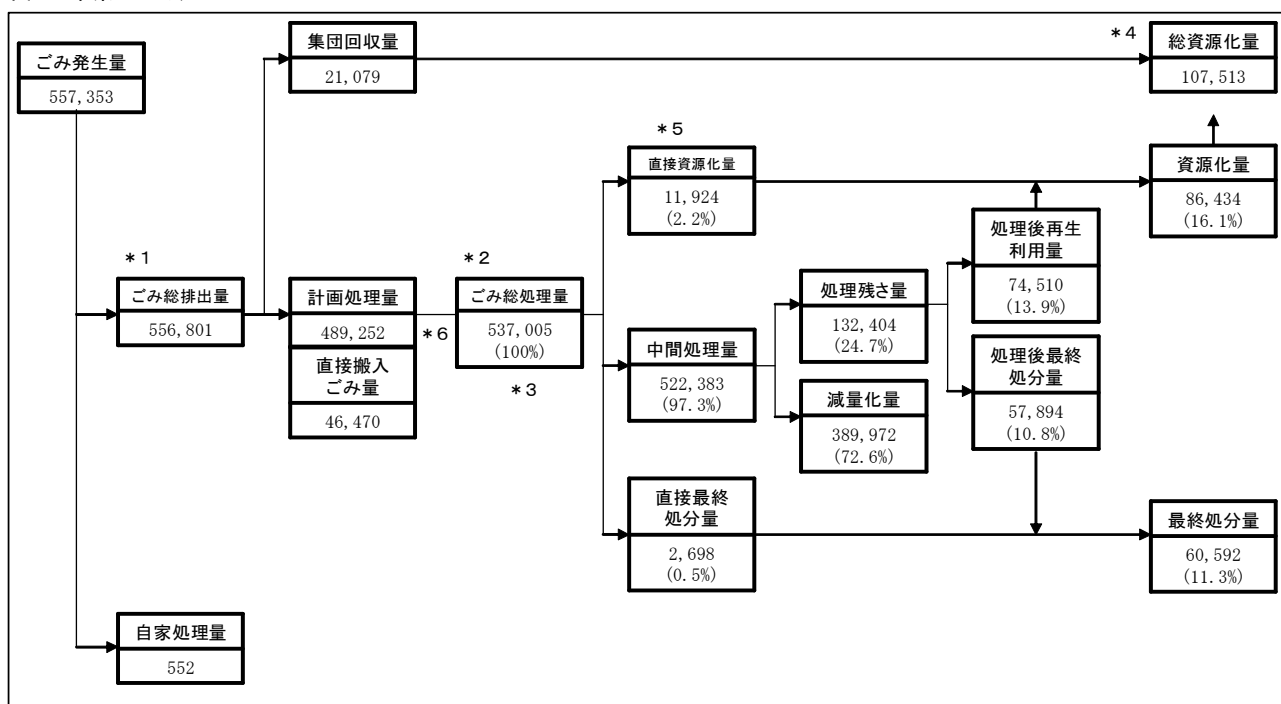 集団回収量
21,079
*4
総資源化量
107,513
ごみ発生量
557,353
*5
直接資源化量
11,924
(2.2%)
資源化量
86,434
(16.1%)
処理後再生
利用量
74,510
(13.9%)
*1
ごみ総排出量
556,801
計画処理量
489,252
直接搬入
ごみ量
46,470
*6
*2
ごみ総処理量
537,005
(100%)
*3
中間処理量
522,383
(97.3%)
処理残さ量
132,404
(24.7%)
減量化量
389,972
(72.6%)
処理後最終
処分量
57,894
(10.8%)
直接最終
処分量
2,698
(0.5%)
最終処分量
60,592
(11.3%)
自家処理量
552